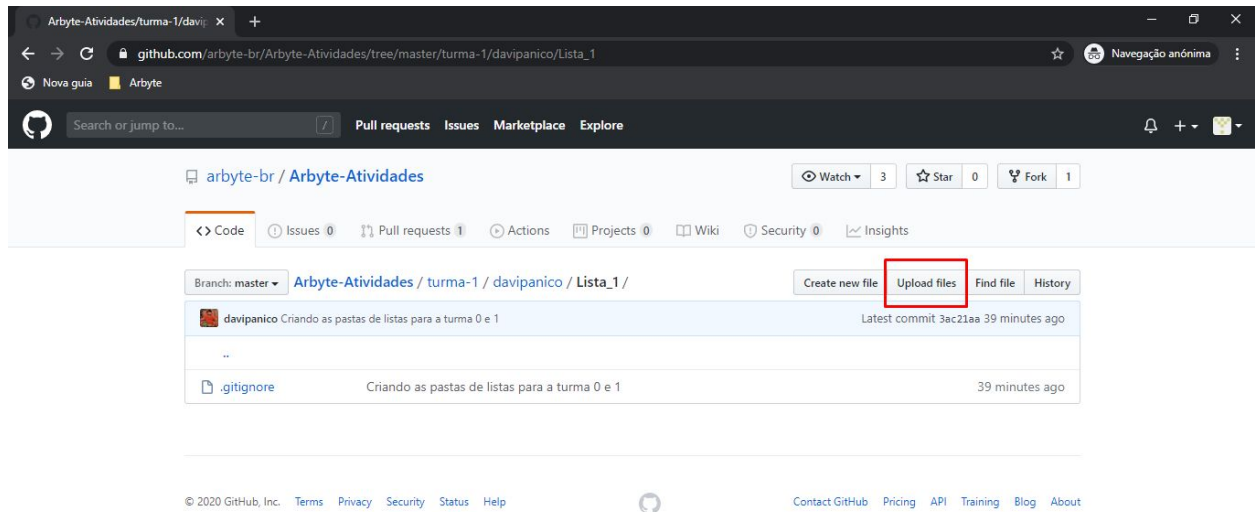 Arbyte-Atividades/turma-1/davip
github.com/arbyte-br/Arbyte-Atividades/tree/master/turma-1/davipanico/Lista_1
Navegação anónima
Nova guia Arbyte
Search or jump to... / Pull requests Issues Marketplace Explore
arbyte-br / Arbyte-Atividades Watch 3 Star 0 Fork 1
<> Code Issues 0 Pull requests 1 Actions Projects 0 Wiki Security 0 Insights
Branch: master Arbyte-Atividades / turma-1 / davipanico / Lista_1 / Create new file Upload files Find file History
davipanico Criando as pastas de listas para a turma 0 e 1 Latest commit 3ac21aa 39 minutes ago
..
.gitignore Criando as pastas de listas para a turma 0 e 1 39 minutes ago
© 2020 GitHub, Inc. Terms Privacy Security Status Help Contact GitHub Pricing API Training Blog About